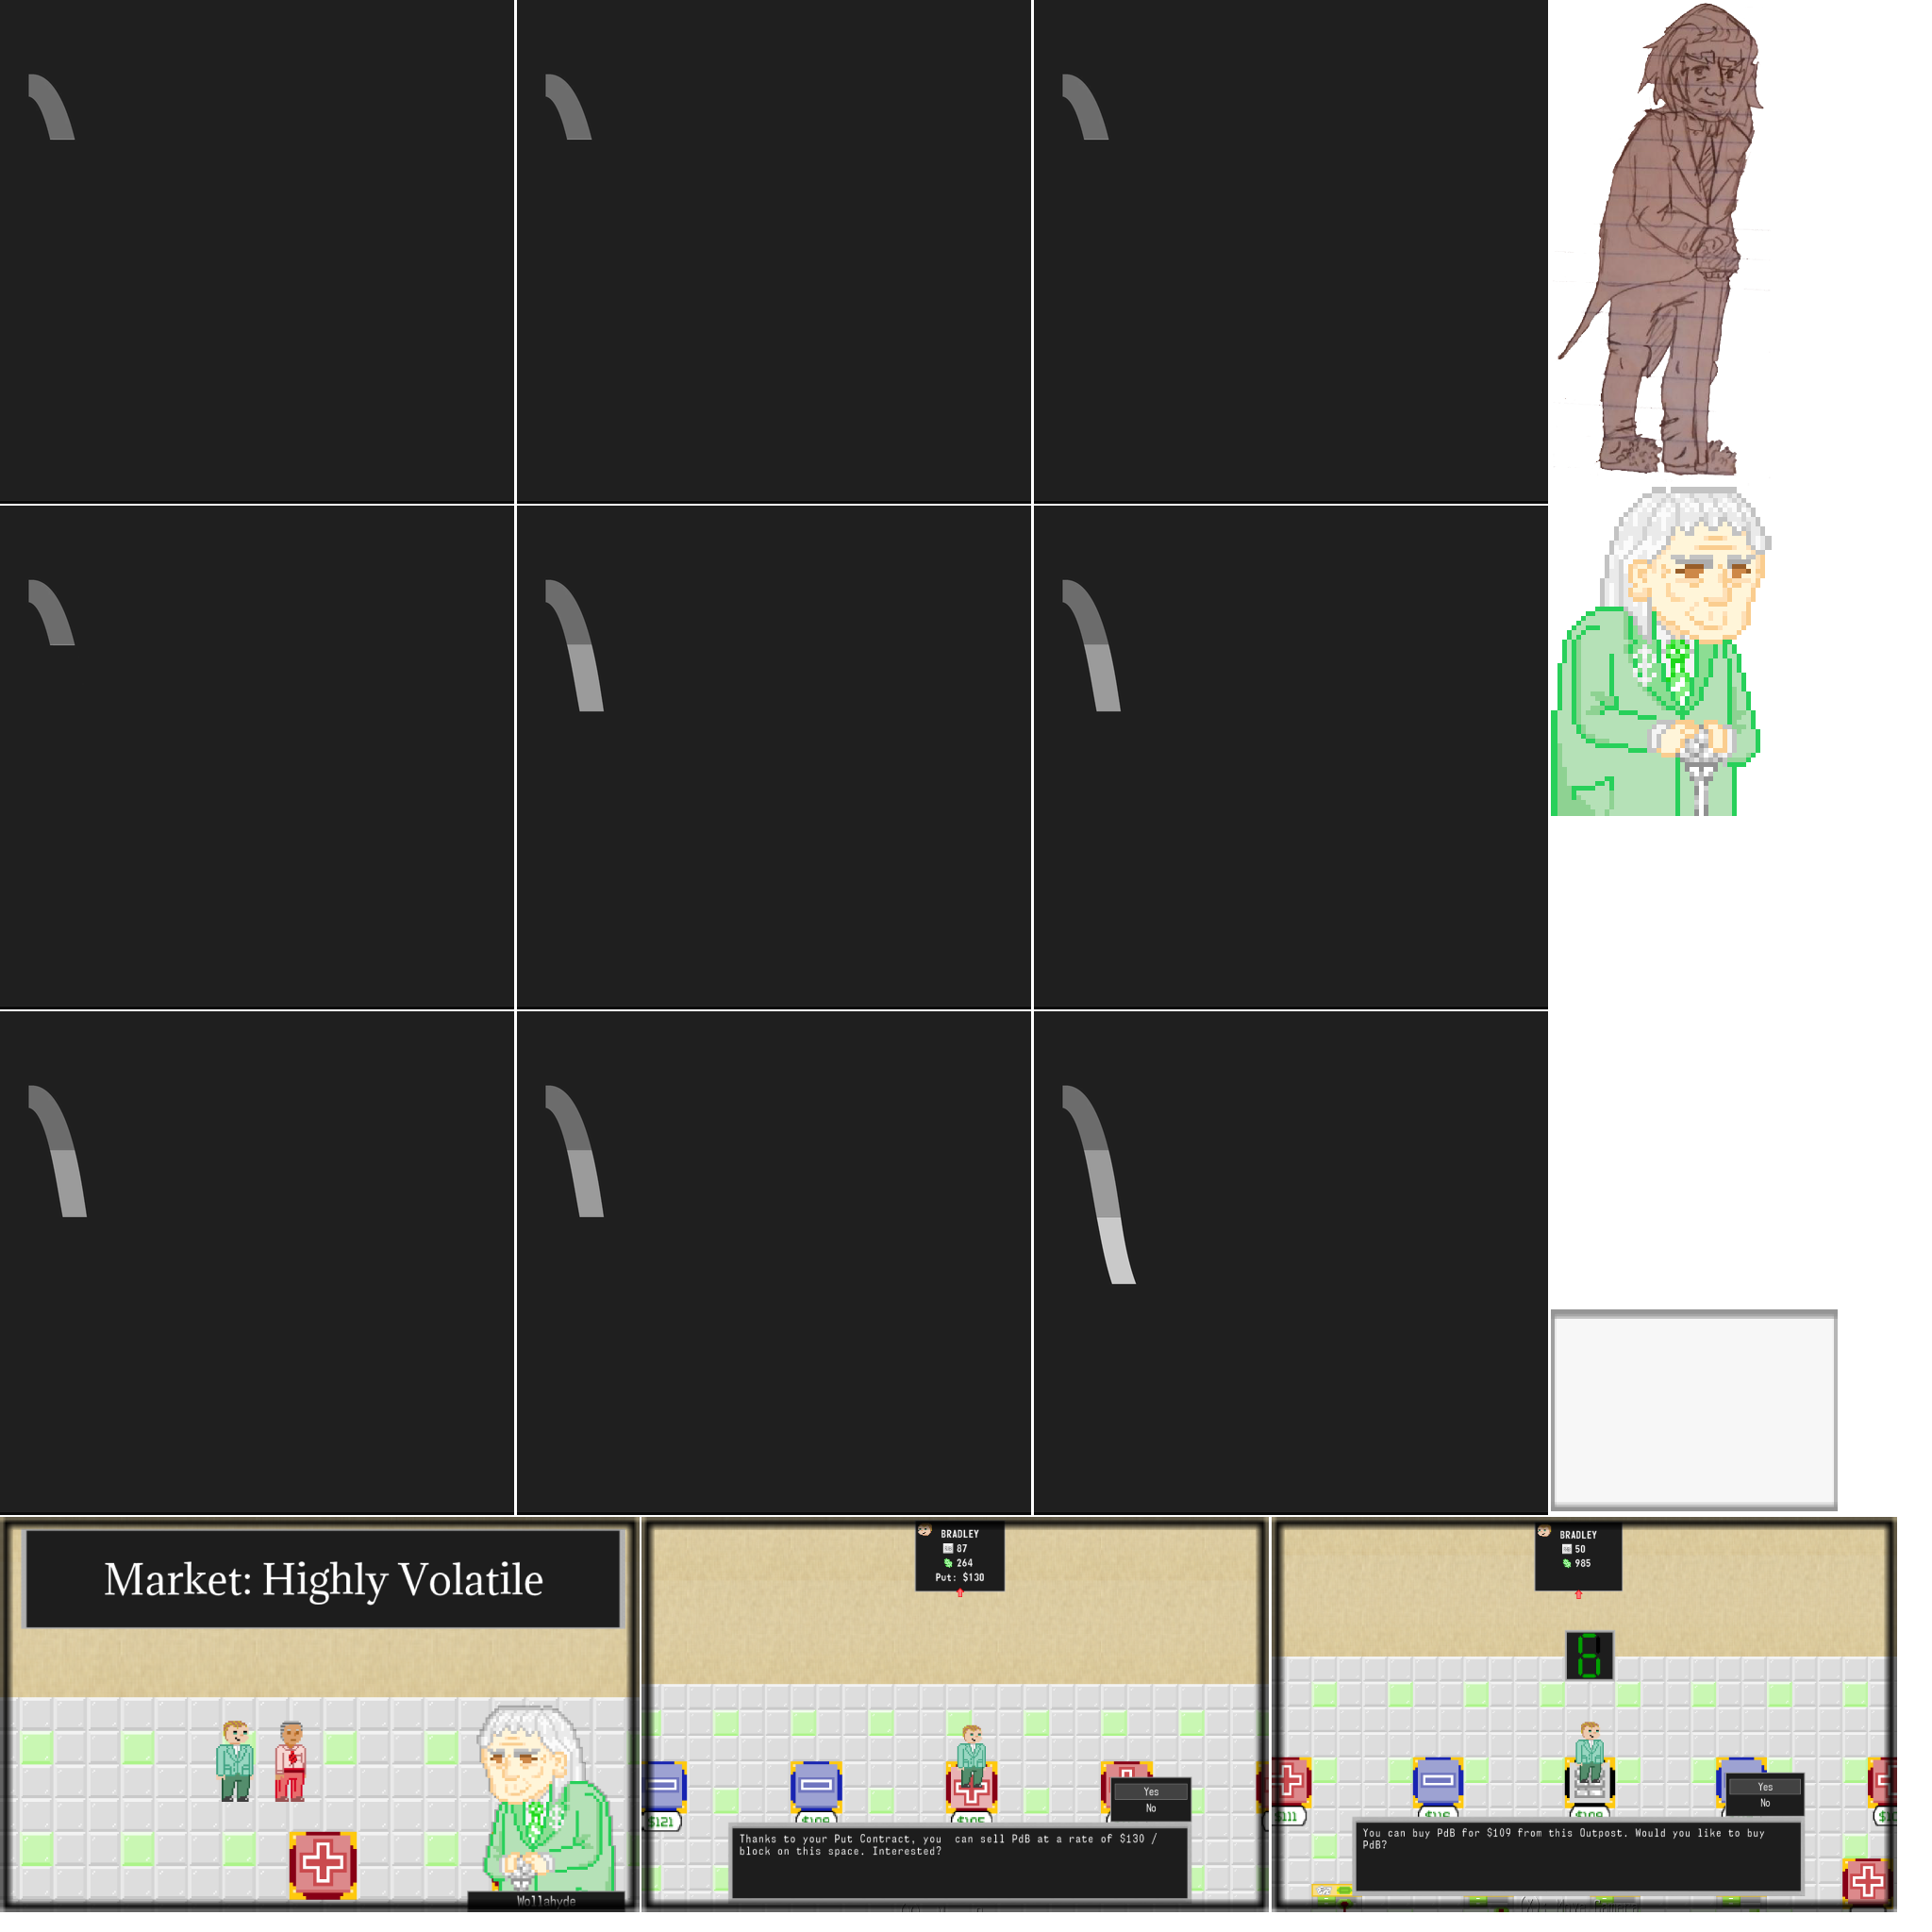 Market: Highly Volatile
Wollahyde
BRADLEY
87
264
Put: $130
Yes
No
$121
Thanks to your Put Contract, you  can sell PdB at a rate of $130 /
block on this space. Interested?
BRADLEY
50
985
6
Yes
No
$111
You can buy PdB for $109 from this Outpost. Would you like to buy
PdB?